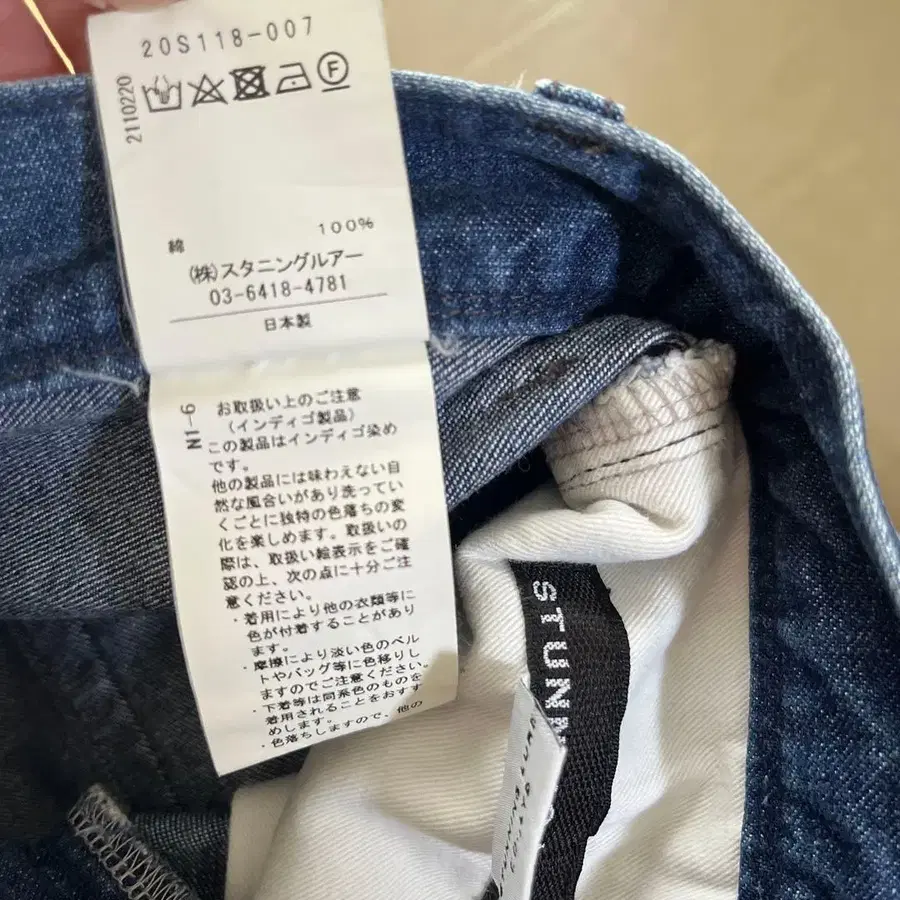 20S118-007
2110220
F
綿 100%
(株)スタニングルアー
03-6418-4781
日本製
NI-6
お取扱い上のご注意
(インディゴ製品)
この製品はインディゴ染め
です。
他の製品には味わえない自
然な風合いがあり洗ってい
くごとに独特の色落ちの変
化を楽しめます。取扱いの
際は、取扱い絵表示をご確
認の上、次の点に十分ご注
意ください。
・着用により他の衣類等に
色が付着することがあり
ます。
・摩擦により淡い色のベル
トやバッグ等に色移りし
ますのでご注意ください。
・下着等は同系色のものを
着用されることをおすす
めします。
・色落ちしますので、他の
STUNN